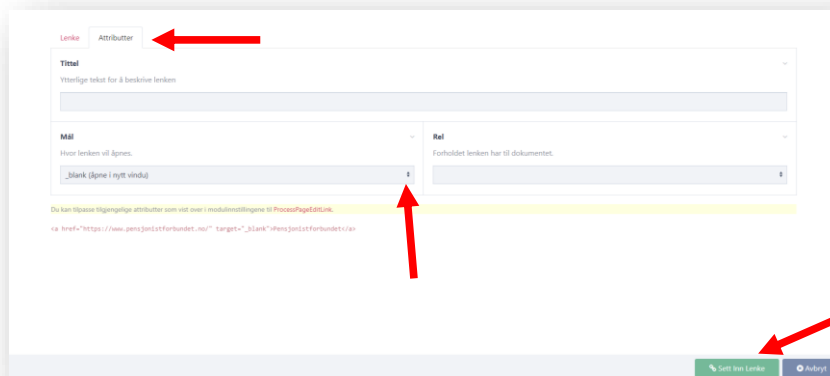 Lenke Attributter
Tittel
Ytterlige tekst for å beskrive lenken
Mål Rel
Hvor lenken vil åpnes. Forholdet lenken har til dokumentet.
_blank (åpne i nytt vindu)
Du kan tilpasse tilgjengelige attributter som vist over i modulinnstillingene til ProcessPageEditLink.
<a href="https://www.pensjonistforbundet.no/" target="_blank">Pensjonistforbundet</a>
Sett Inn Lenke Avbryt